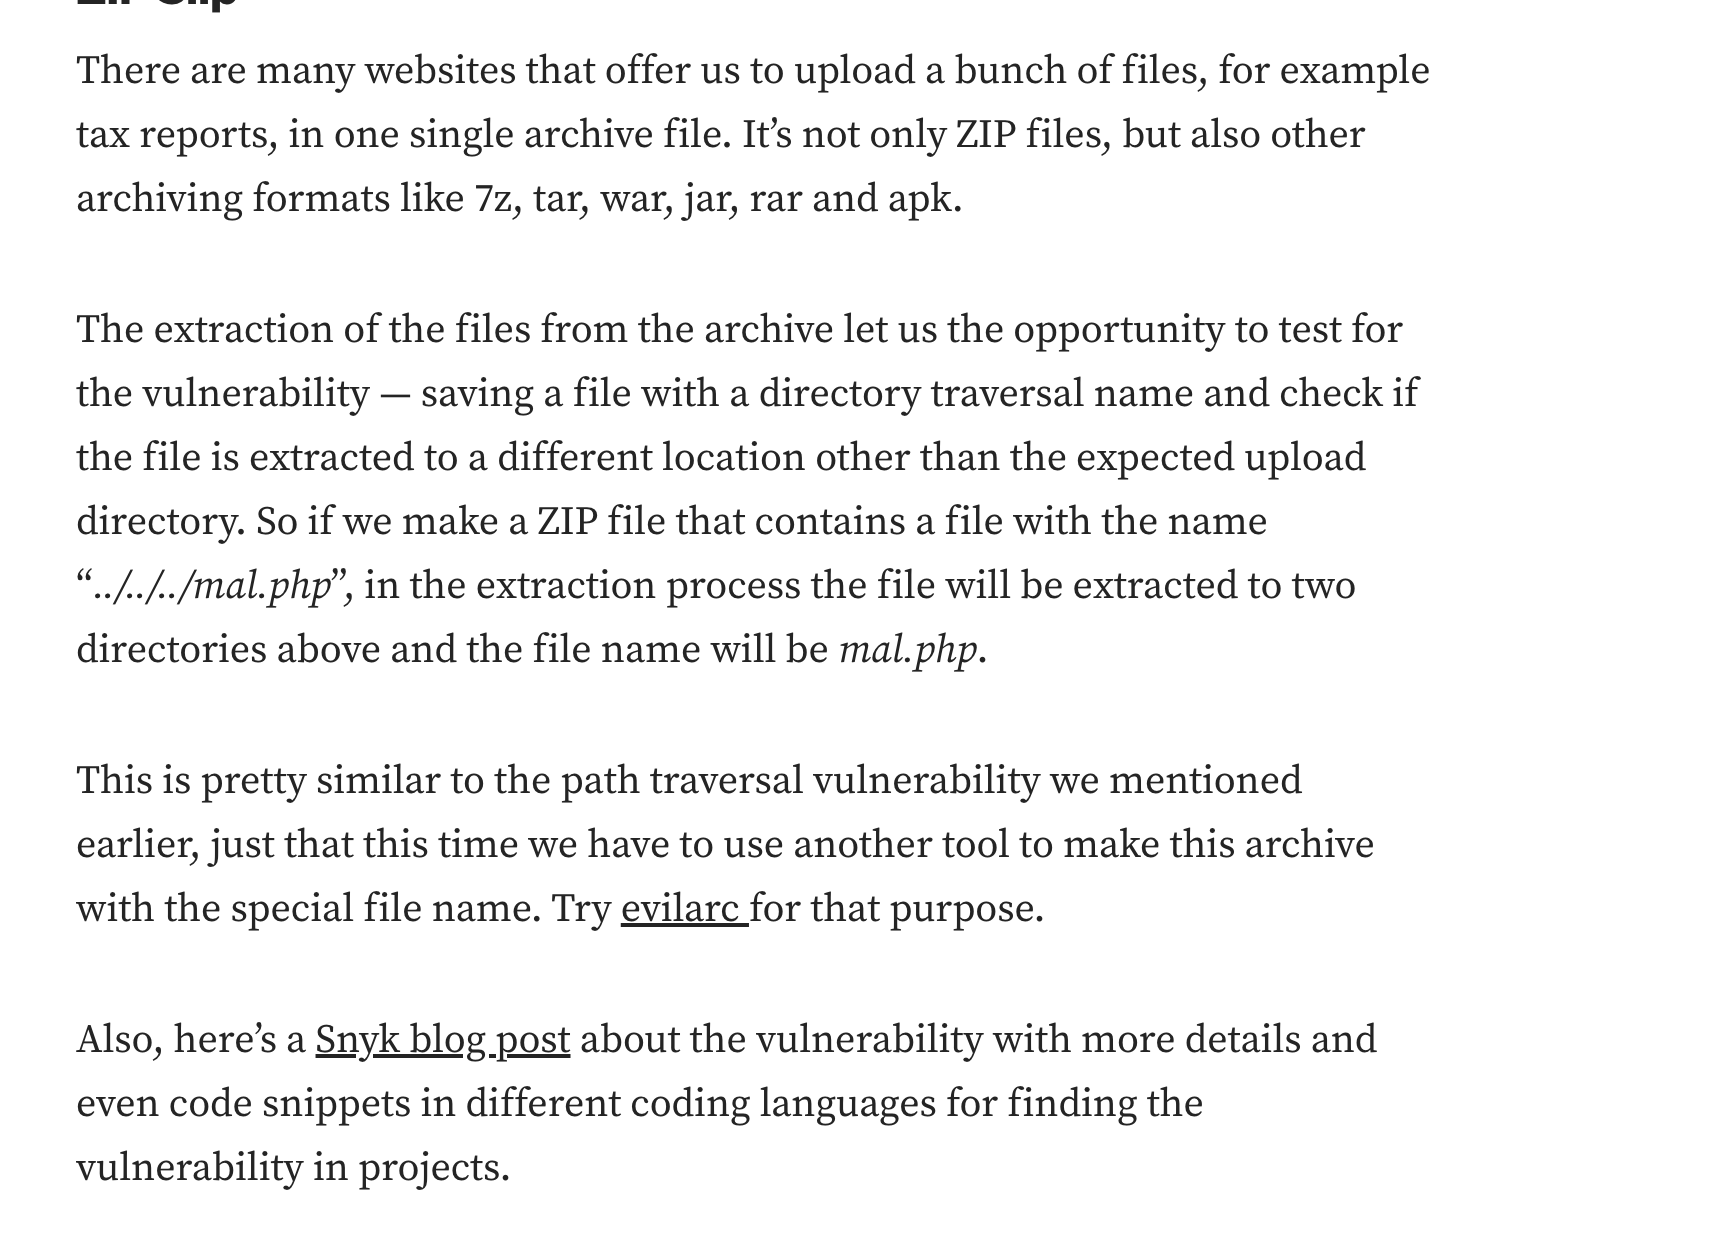 There are many websites that offer us to upload a bunch of files, for example
tax reports, in one single archive file. It’s not only ZIP files, but also other
archiving formats like 7z, tar, war, jar, rar and apk.
The extraction of the files from the archive let us the opportunity to test for
the vulnerability — saving a file with a directory traversal name and check if
the file is extracted to a different location other than the expected upload
directory. So if we make a ZIP file that contains a file with the name
“../../../mal.php”, in the extraction process the file will be extracted to two
directories above and the file name will be mal.php.
This is pretty similar to the path traversal vulnerability we mentioned
earlier, just that this time we have to use another tool to make this archive
with the special file name. Try evilarc for that purpose.
Also, here’s a Snyk blog post about the vulnerability with more details and
even code snippets in different coding languages for finding the
vulnerability in projects.